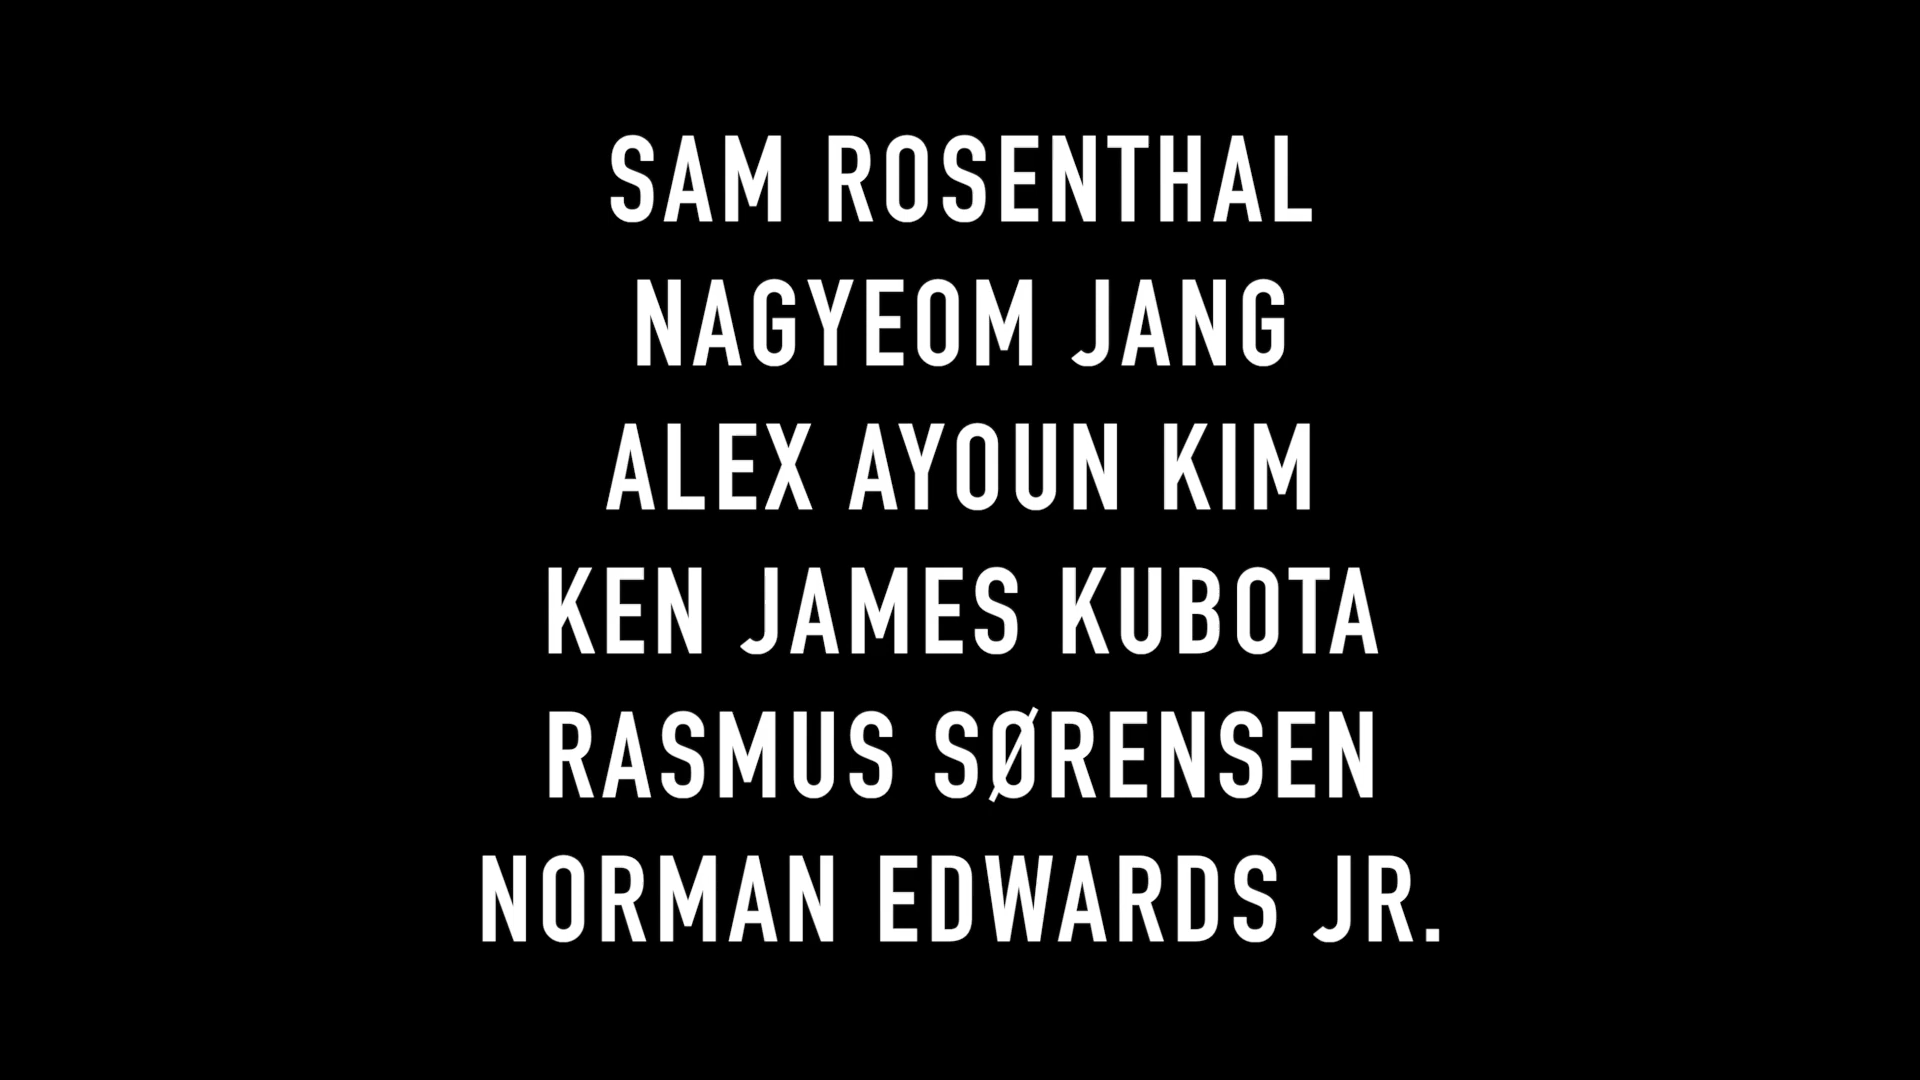 SAM ROSENTHAL
NAGYEOM JANG
ALEX AYOUN KIM
KEN JAMES KUBOTA
RASMUS SØRENSEN
NORMAN EDWARDS JR.